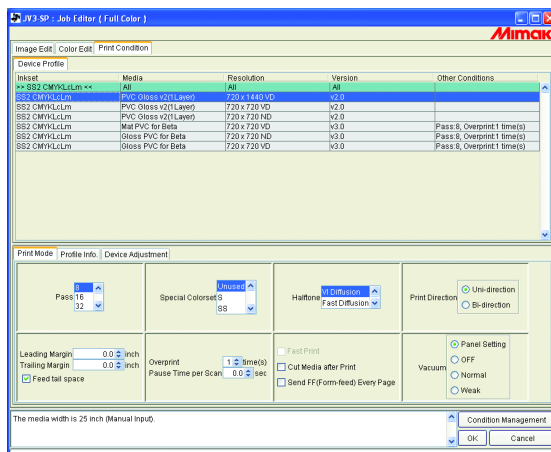 JV3-SP : Job Editor ( Full Color )
Mimak
Image Edit Color Edit Print Condition
Device Profile
Inkset Media Resolution Version Other Conditions
>> SS2 CMYKLcLm << All All All
SS2 CMYKLcLm PVC Gloss v2(1Layer) 720 x 1440 VD v2.0
SS2 CMYKLcLm PVC Gloss v2(1Layer) 720 x 720 VD v2.0
SS2 CMYKLcLm PVC Gloss v2(1Layer) 720 x 720 ND v2.0
SS2 CMYKLcLm Mat PVC for Beta 720 x 720 VD v3.0 Pass:8, Overprint:1 time(s)
SS2 CMYKLcLm Gloss PVC for Beta 720 x 720 ND v3.0 Pass:8, Overprint:1 time(s)
SS2 CMYKLcLm Gloss PVC for Beta 720 x 720 VD v3.0 Pass:8, Overprint:1 time(s)
Print Mode Profile Info. Device Adjustment
Pass 8 16 32
Special Colorset Unused S SS
Halftone VI Diffusion Fast Diffusion
Print Direction Uni-direction Bi-direction
Leading Margin 0.0 inch
Trailing Margin 0.0 inch
Feed tail space
Overprint 1 time(s)
Pause Time per Scan 0.0 sec
Fast Print
Cut Media after Print
Send FF(Form-feed) Every Page
Vacuum Panel Setting
OFF
Normal
Weak
The media width is 25 inch (Manual Input).
Condition Management
OK Cancel